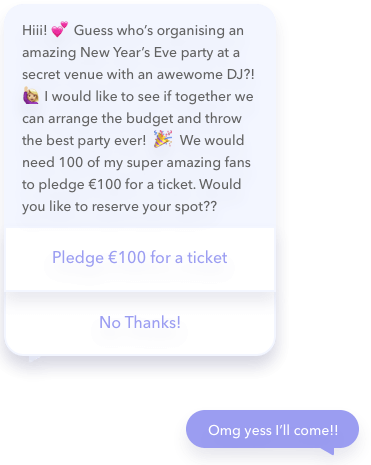 Hiii! 💕 Guess who's organising an
amazing New Year's Eve party at a
secret venue with an awewome DJ?!
🙋 I would like to see if together we
can arrange the budget and throw
the best party ever! 🎉 We would
need 100 of my super amazing fans
to pledge €100 for a ticket. Would
you like to reserve your spot??
Pledge €100 for a ticket
No Thanks!
Omg yess I'll come!!